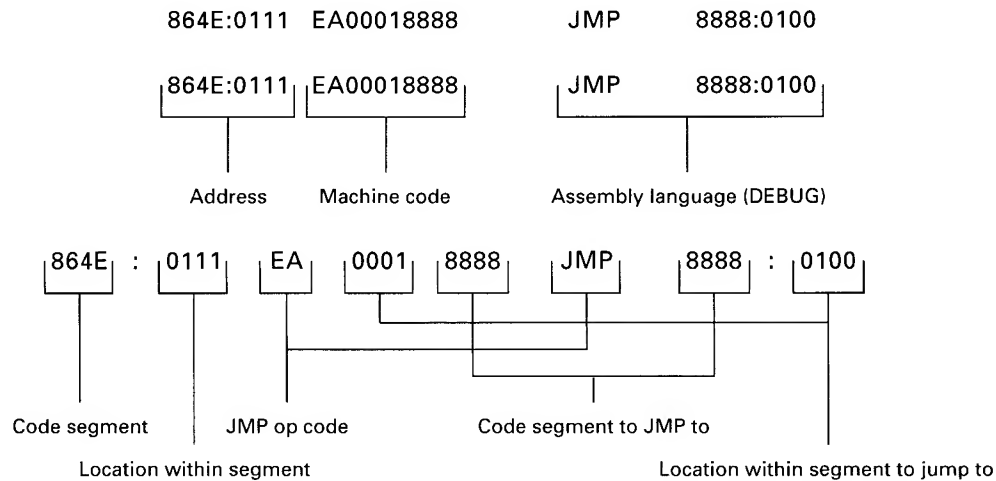 864E:0111 EA00018888 JMP 8888:0100
864E:0111 EA00018888 JMP 8888:0100
Address Machine code Assembly language (DEBUG)
864E : 0111 EA 0001 8888 JMP 8888 : 0100
Code segment JMP op code Code segment to JMP to
Location within segment Location within segment to jump to